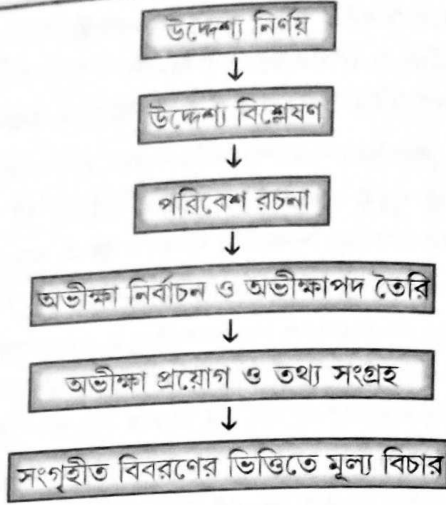 উদ্দেশ্য নির্ণয়
উদ্দেশ্য বিশ্লেষণ
পরিবেশ রচনা
অভীক্ষা নির্বাচন ও অভীক্ষাপদ তৈরি
অভীক্ষা প্রয়োগ ও তথ্য সংগ্রহ
সংগৃহীত বিবরণের ভিত্তিতে মূল্য বিচার